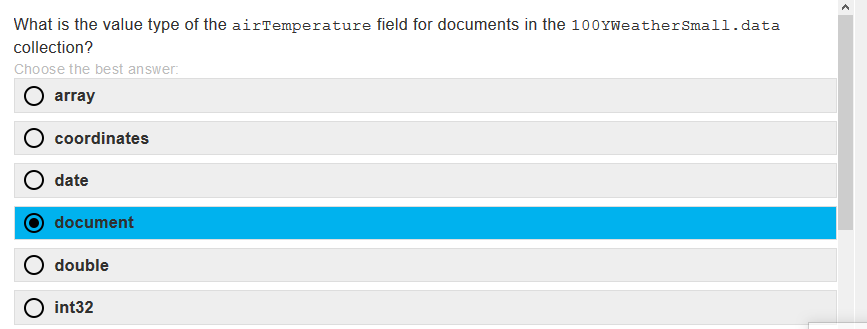 What is the value type of the airTemperature field for documents in the 100YWeatherSmall.data
collection?
Choose the best answer:
array
coordinates
date
document
double
int32